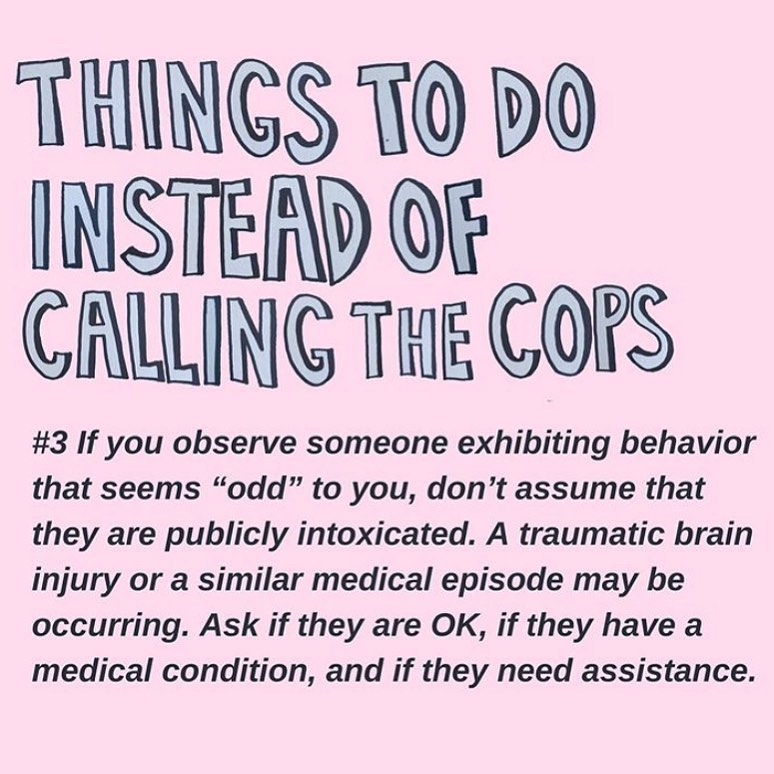 THINGS TO DO
INSTEAD OF
CALLING THE COPS
#3 If you observe someone exhibiting behavior
that seems “odd” to you, don’t assume that
they are publicly intoxicated. A traumatic brain
injury or a similar medical episode may be
occurring. Ask if they are OK, if they have a
medical condition, and if they need assistance.